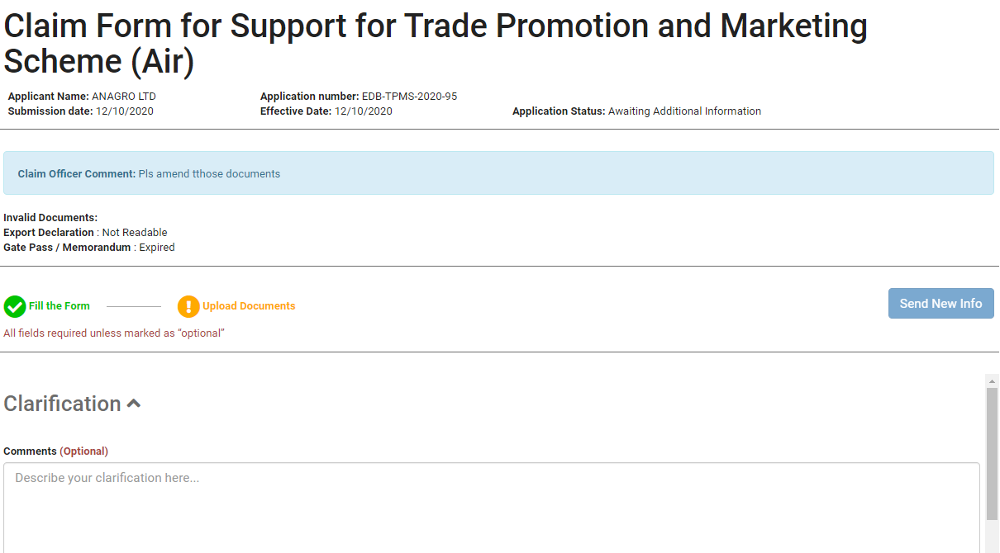 Claim Form for Support for Trade Promotion and Marketing
Scheme (Air)
Applicant Name: ANAGRO LTD
Application number: EDB-TPMS-2020-95
Submission date: 12/10/2020
Effective Date: 12/10/2020
Application Status: Awaiting Additional Information
Claim Officer Comment: Pls amend tthose documents
Invalid Documents:
Export Declaration : Not Readable
Gate Pass / Memorandum : Expired
Fill the Form
Upload Documents
Send New Info
All fields required unless marked as “optional”
Clarification
Comments (Optional)
Describe your clarification here...